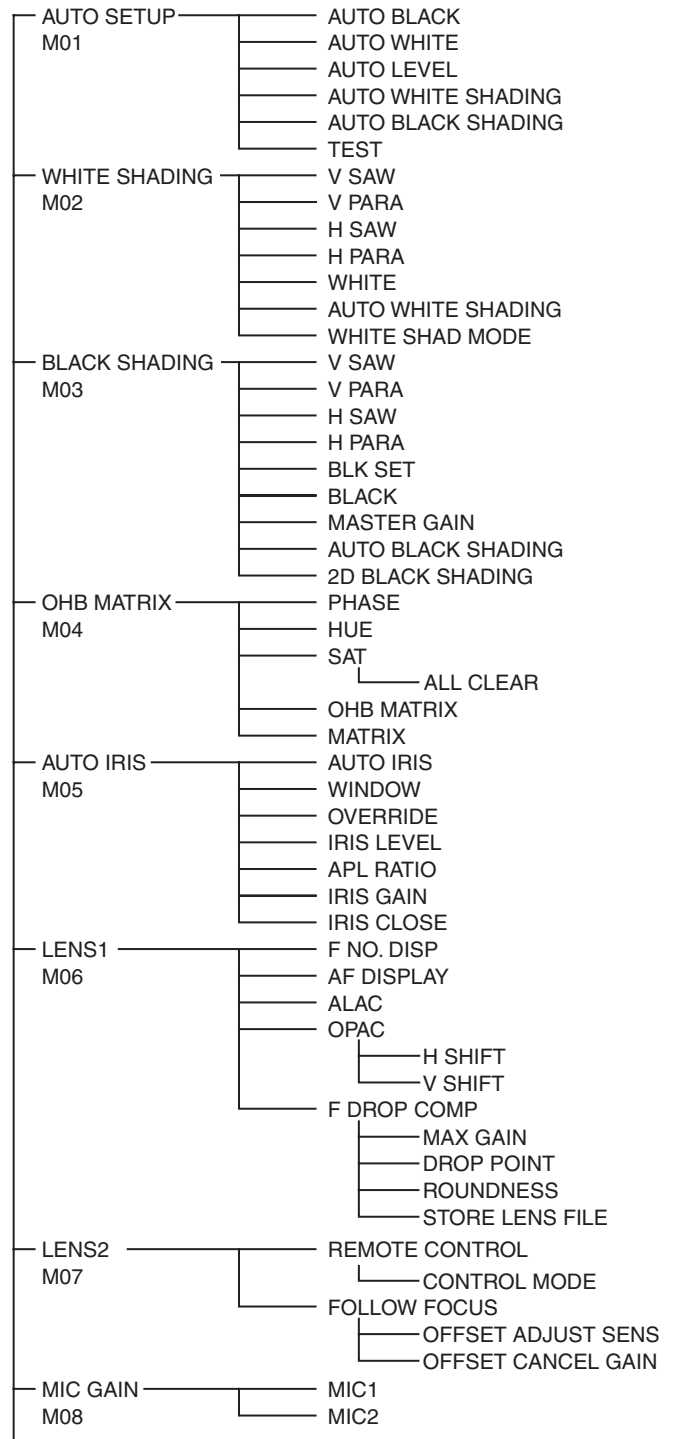 AUTO SETUP AUTO BLACK
M01 AUTO WHITE
AUTO LEVEL
AUTO WHITE SHADING
AUTO BLACK SHADING
TEST
WHITE SHADING V SAW
M02 V PARA
H SAW
H PARA
WHITE
AUTO WHITE SHADING
WHITE SHAD MODE
BLACK SHADING V SAW
M03 V PARA
H SAW
H PARA
BLK SET
BLACK
MASTER GAIN
AUTO BLACK SHADING
2D BLACK SHADING
OHB MATRIX PHASE
M04 HUE
SAT
ALL CLEAR
OHB MATRIX
MATRIX
AUTO IRIS AUTO IRIS
M05 WINDOW
OVERRIDE
IRIS LEVEL
APL RATIO
IRIS GAIN
IRIS CLOSE
LENS1 F NO. DISP
M06 AF DISPLAY
ALAC
OPAC
H SHIFT
V SHIFT
F DROP COMP
MAX GAIN
DROP POINT
ROUNDNESS
STORE LENS FILE
LENS2 REMOTE CONTROL
M07 CONTROL MODE
FOLLOW FOCUS
OFFSET ADJUST SENS
OFFSET CANCEL GAIN
MIC GAIN MIC1
M08 MIC2